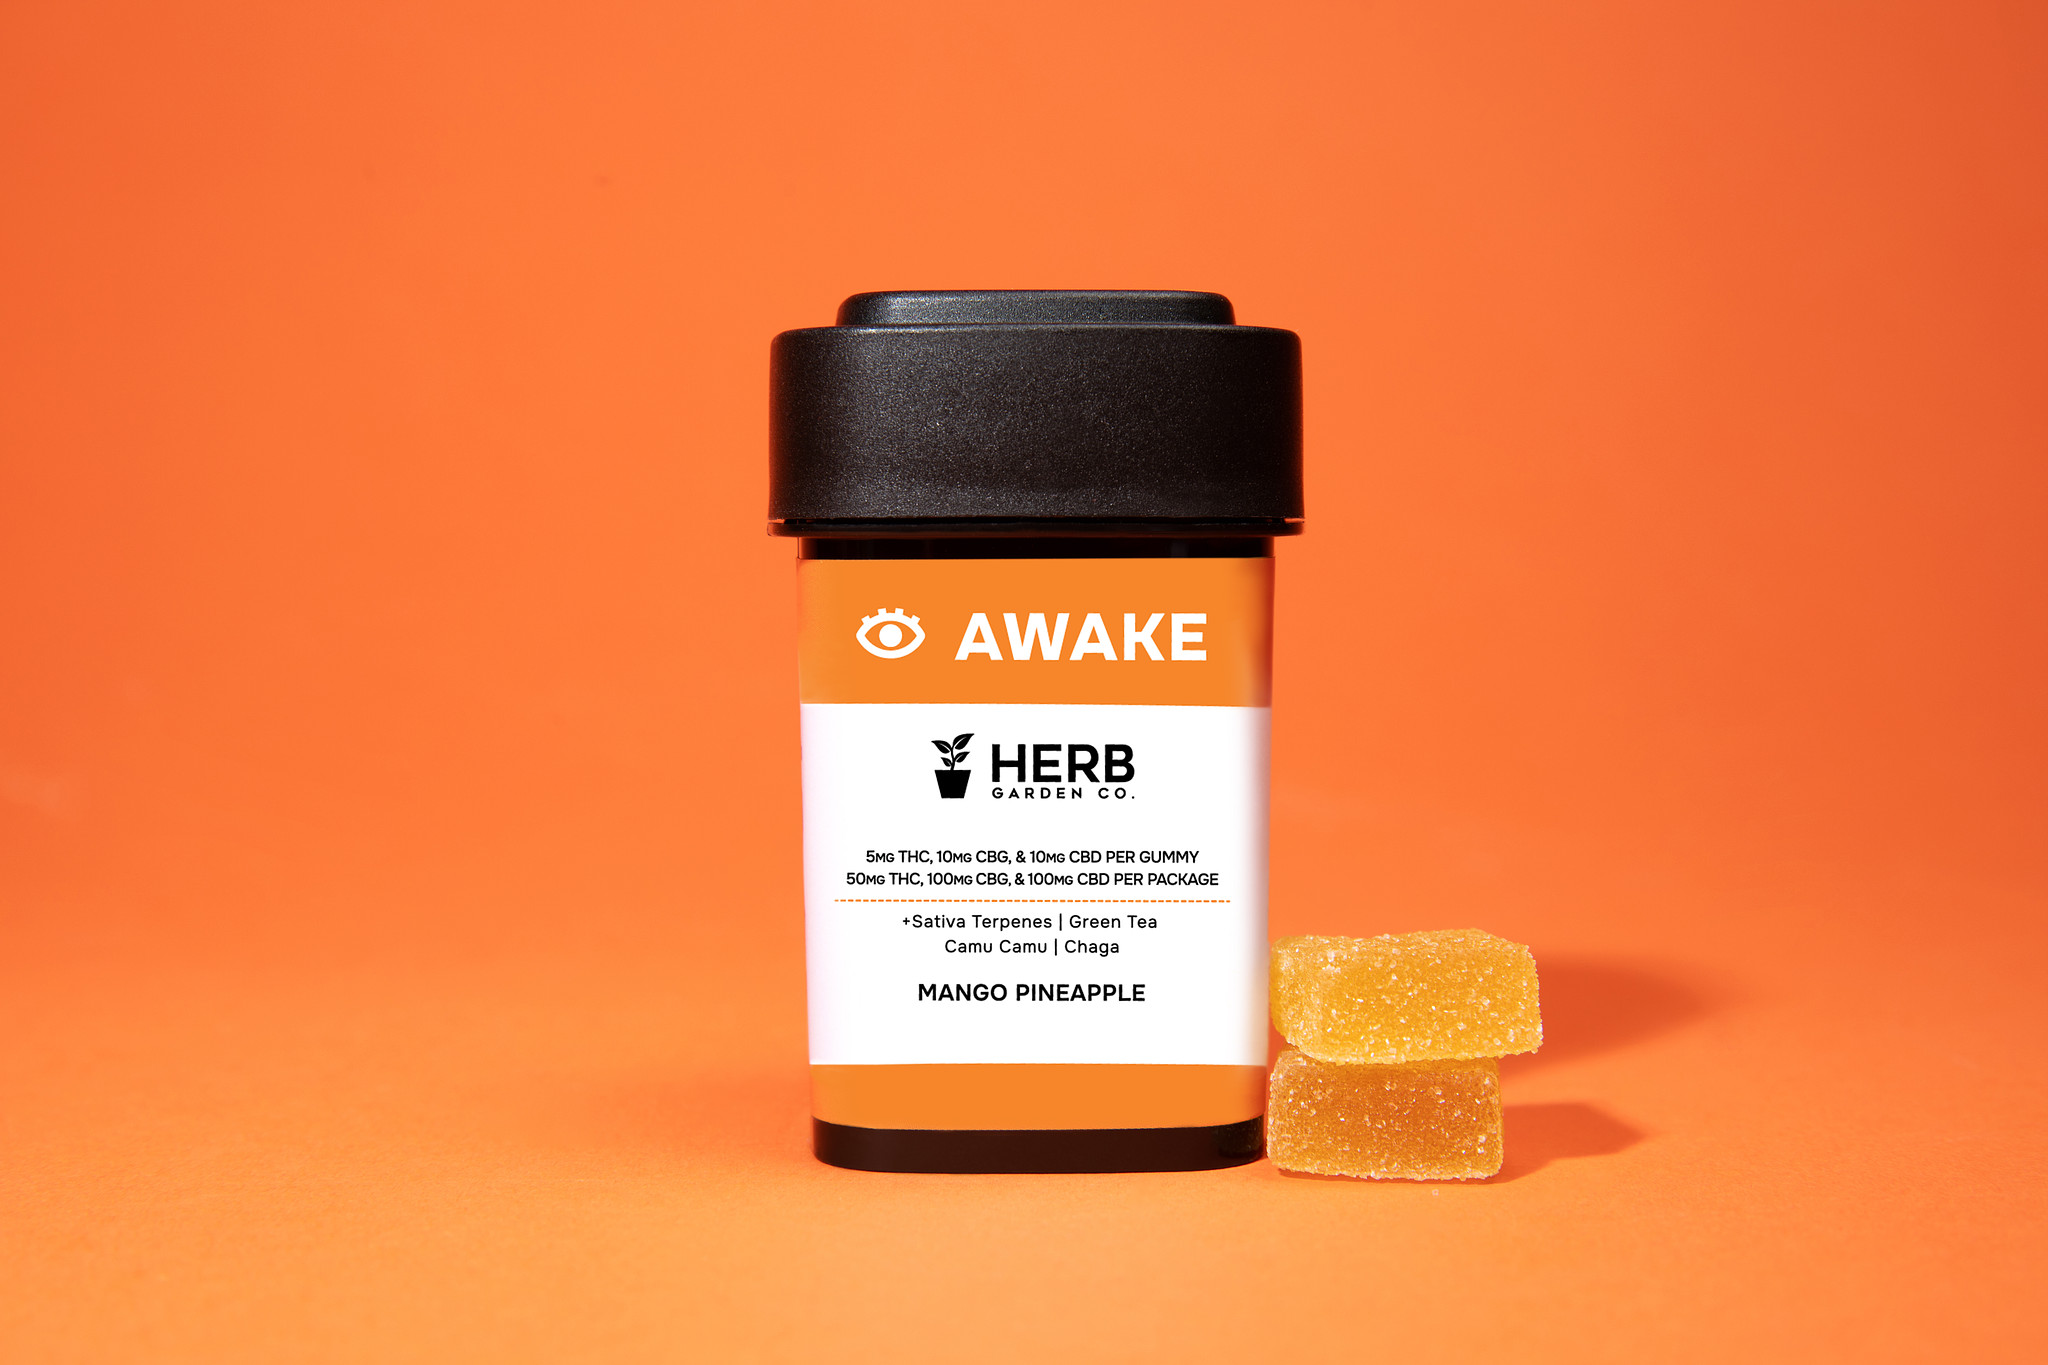 AWAKE
HERB
GARDEN CO.
5MG THC, 10MG CBG, & 10MG CBD PER GUMMY
50MG THC, 100MG CBG, & 100MG CBD PER PACKAGE
+Sativa Terpenes | Green Tea
Camu Camu | Chaga
MANGO PINEAPPLE